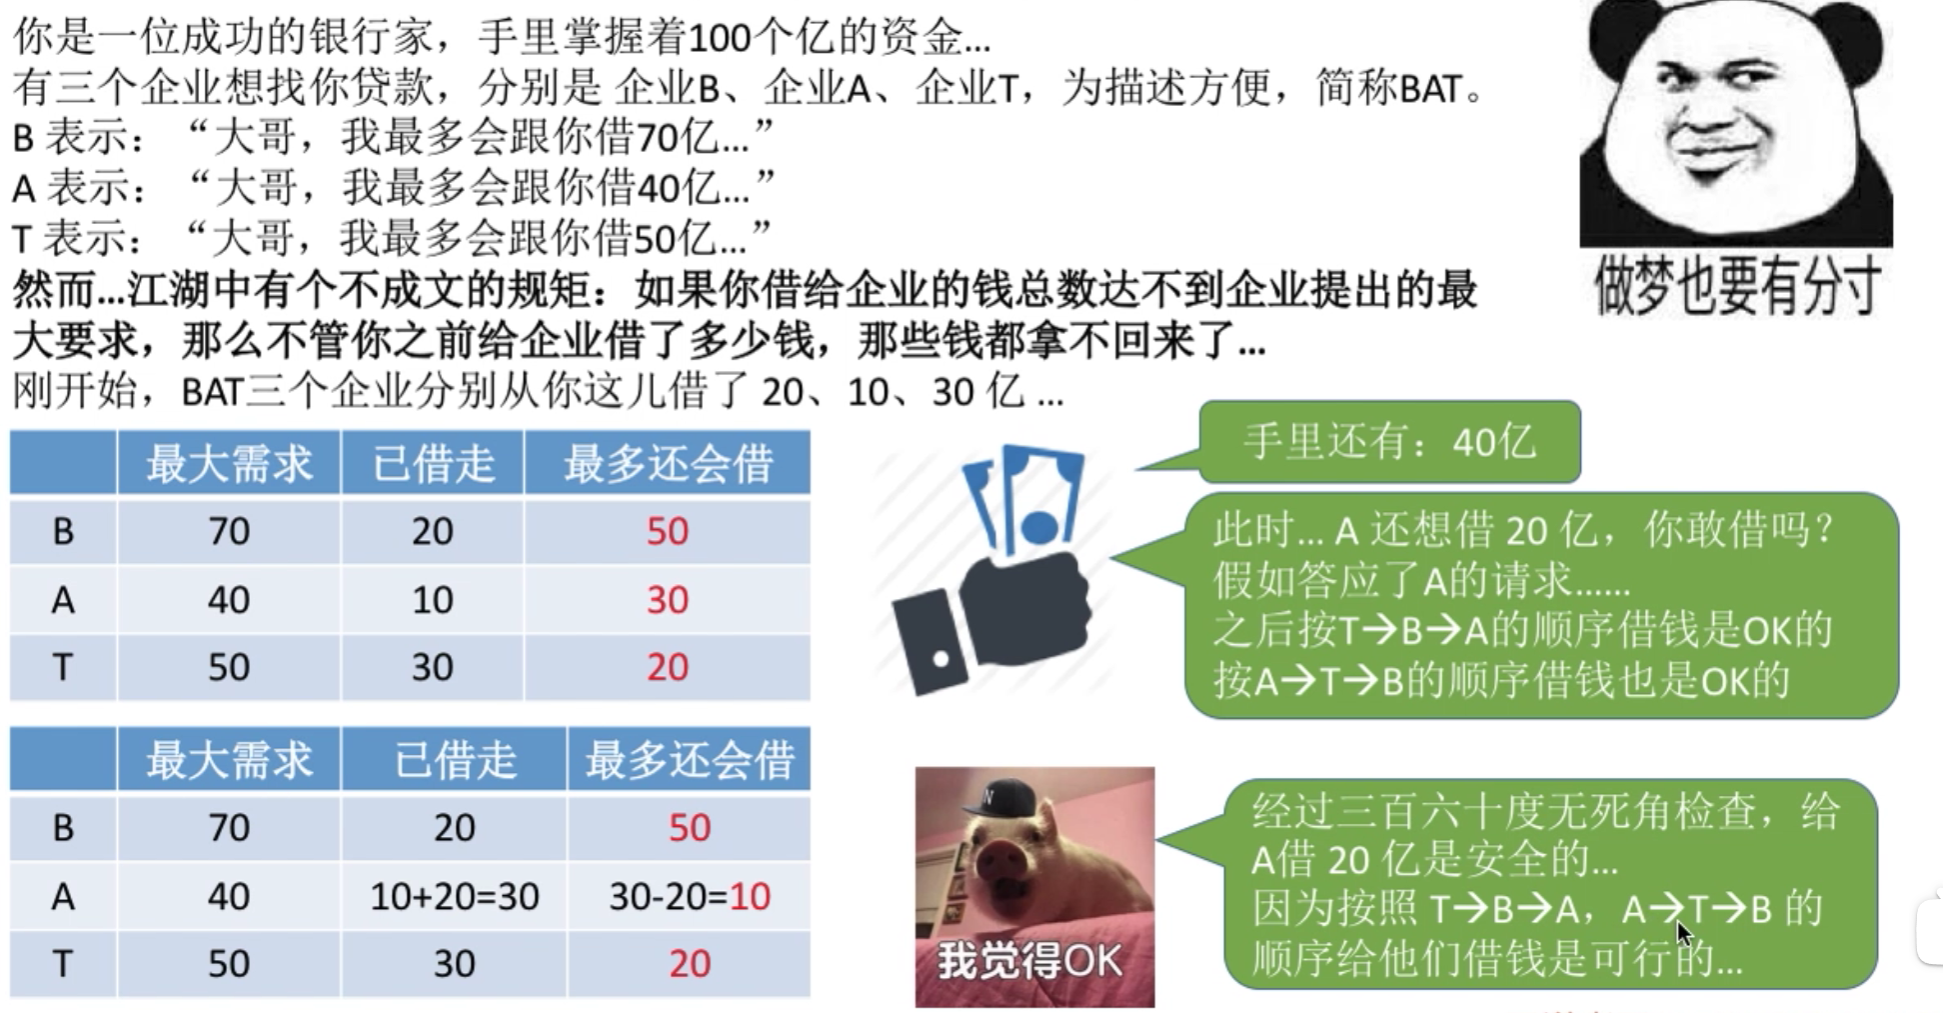 你是一位成功的银行家，手里掌握着100个亿的资金...
有三个企业想找你贷款，分别是 企业B、企业A、企业T，为描述方便，简称BAT。
B 表示：“大哥，我最多会跟你借70亿...”
A 表示：“大哥，我最多会跟你借40亿...”
T 表示：“大哥，我最多会跟你借50亿...”
然而...江湖中有个不成文的规矩：如果你借给企业的钱总数达不到企业提出的最
大要求，那么不管你之前给企业借了多少钱，那些钱都拿不回来了...
刚开始，BAT三个企业分别从你这儿借了 20、10、30 亿 ...
做梦也要有分寸
最大需求 已借走 最多还会借
B 70 20 50
A 40 10 30
T 50 30 20
手里还有：40亿
此时... A 还想借 20 亿，你敢借吗？
假如答应了A的请求......
之后按T→B→A的顺序借钱是OK的
按A→T→B的顺序借钱也是OK的
最大需求 已借走 最多还会借
B 70 20 50
A 40 10+20=30 30-20=10
T 50 30 20
N
我觉得OK
经过三百六十度无死角检查，给
A借 20 亿是安全的...
因为按照 T→B→A，A→T→B 的
顺序给他们借钱是可行的...